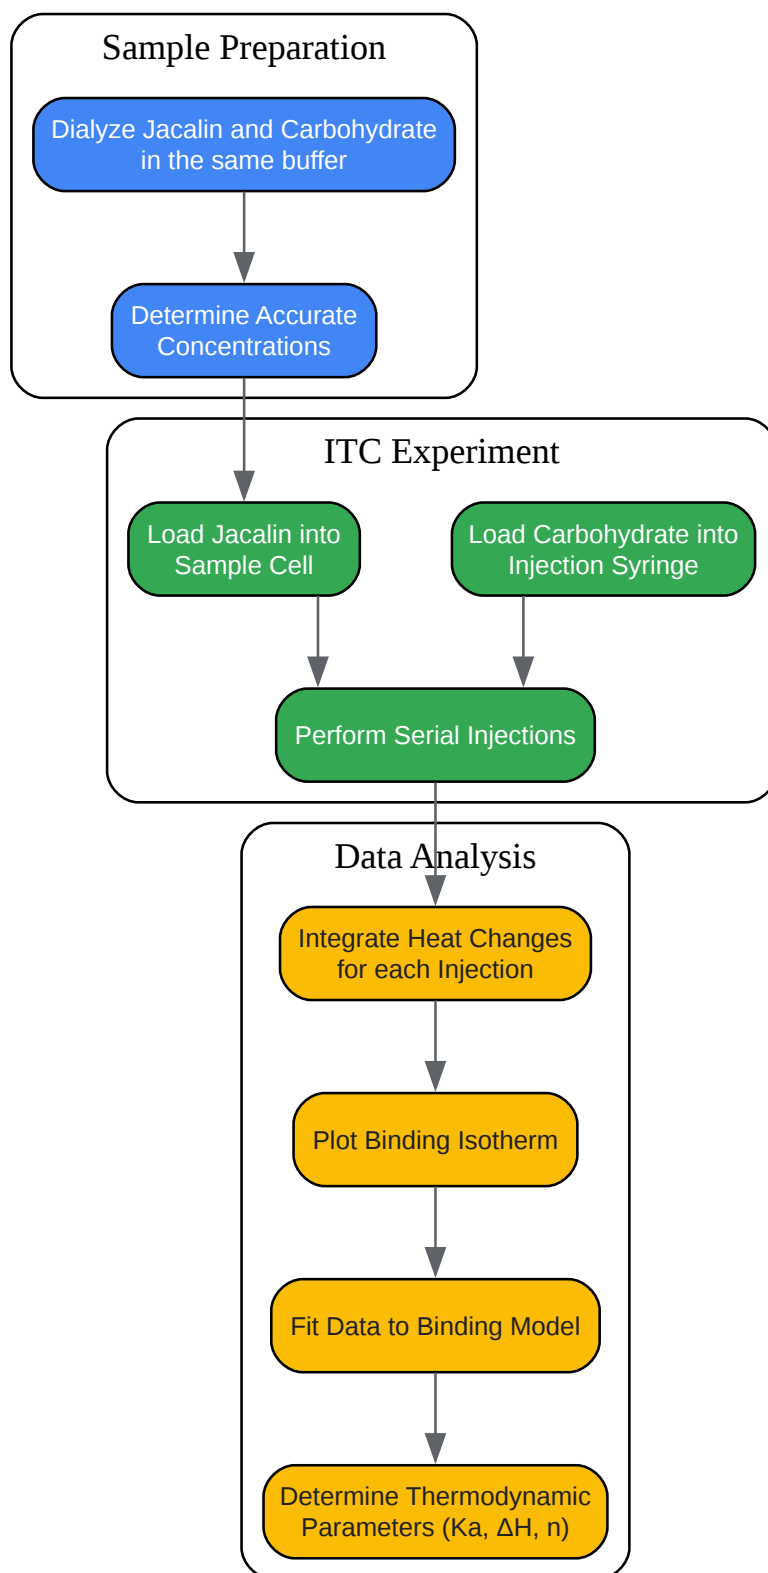 Sample Preparation
Dialyze Jacalin and Carbohydrate
in the same buffer
Determine Accurate
Concentrations
ITC Experiment
Load Jacalin into
Sample Cell
Load Carbohydrate into
Injection Syringe
Perform Serial Injections
Data Analysis
Integrate Heat Changes
for each Injection
Plot Binding Isotherm
Fit Data to Binding Model
Determine Thermodynamic
Parameters (Ka, ΔH, n)